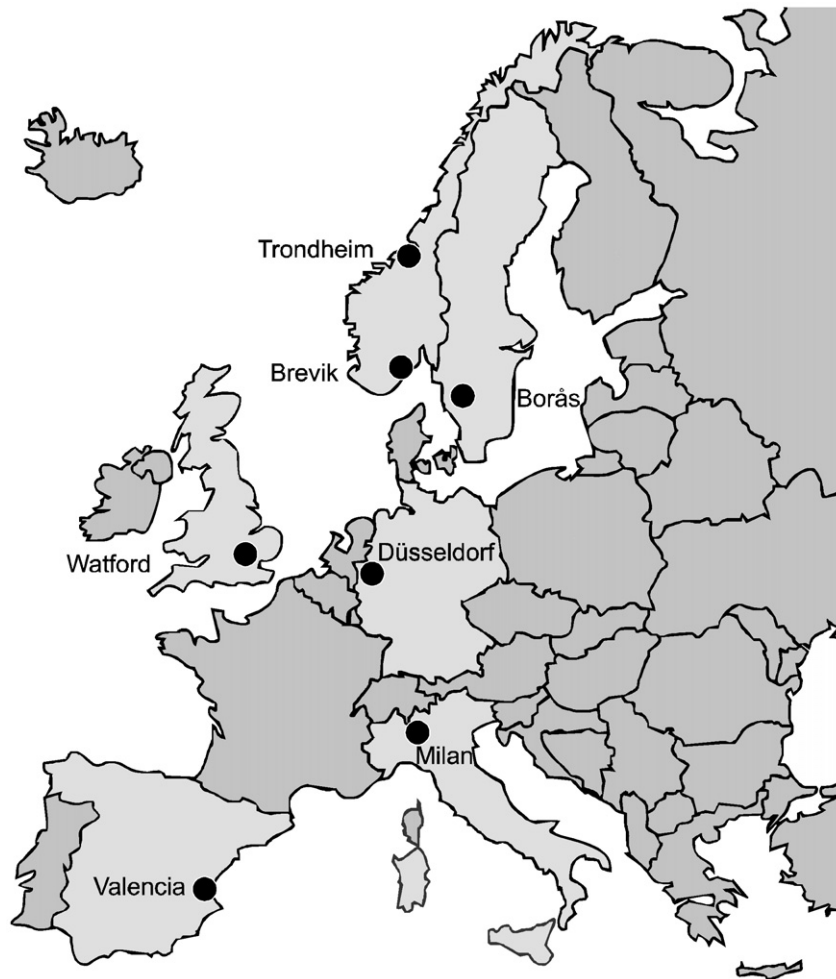 Trondheim
Brevik
Borås
Watford
Düsseldorf
Milan
Valencia